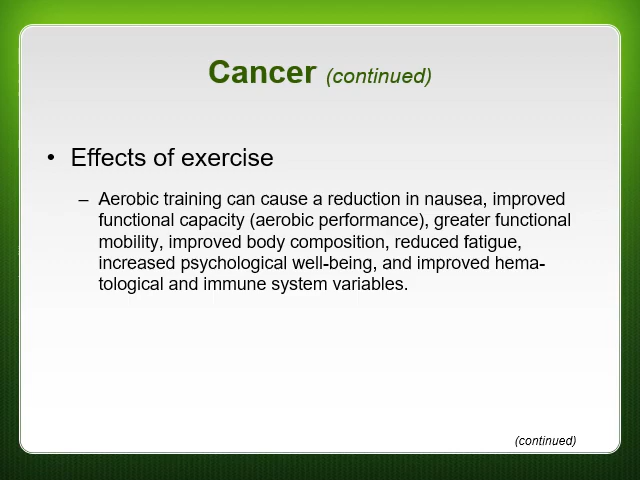 Cancer (continued)
• Effects of exercise
– Aerobic training can cause a reduction in nausea, improved
functional capacity (aerobic performance), greater functional
mobility, improved body composition, reduced fatigue,
increased psychological well-being, and improved hema-
tological and immune system variables.
(continued)